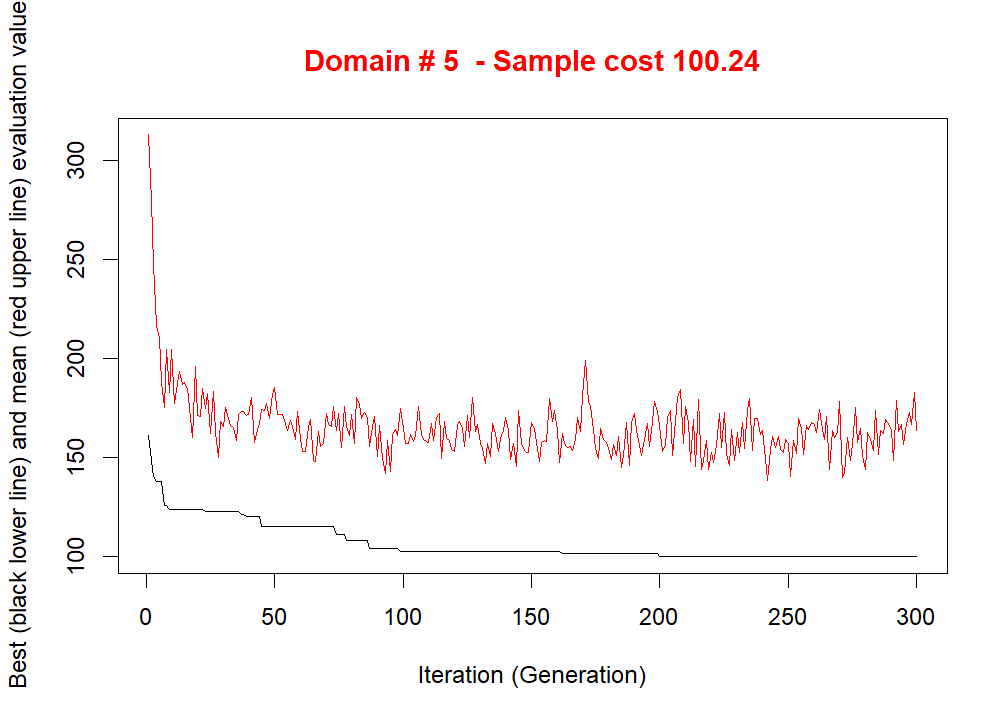 Domain # 5  - Sample cost 100.24
Best (black lower line) and mean (red upper line) evaluation value
300
250
200
150
100
0 50 100 150 200 250 300
Iteration (Generation)